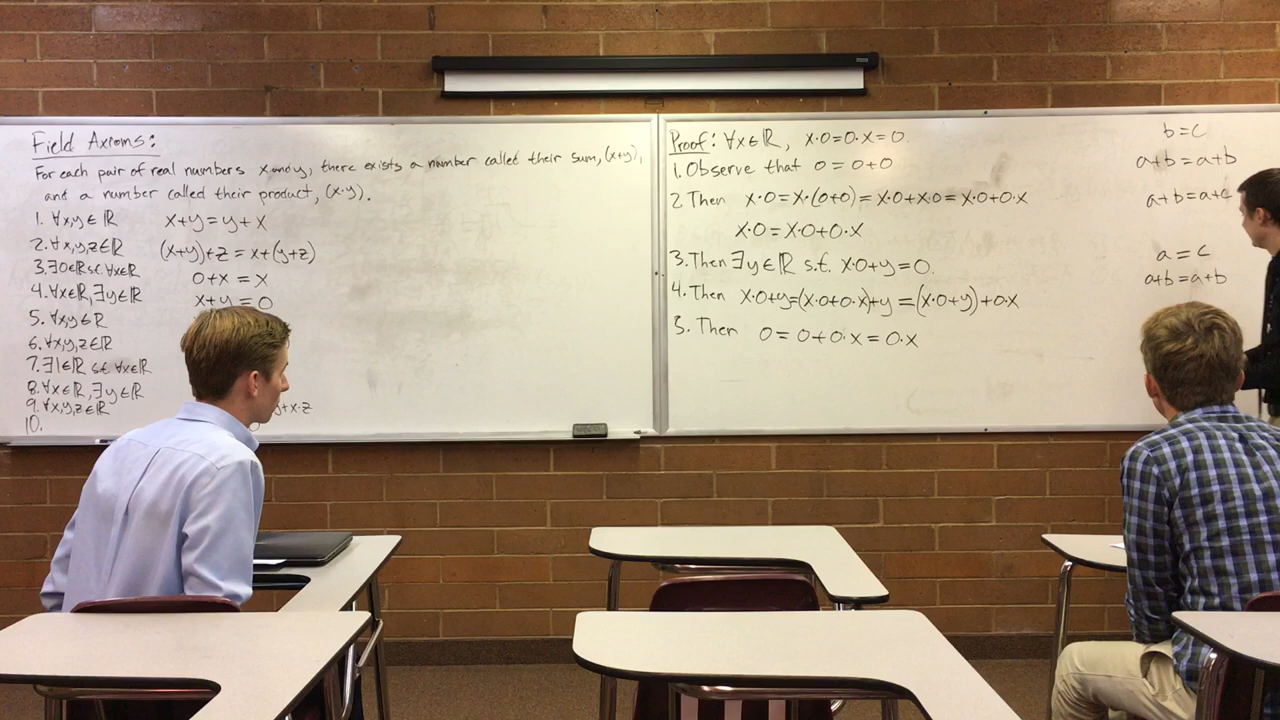 Field Axioms:
For each pair of real numbers x and y, there exists a number called their sum, (x+y),
and a number called their product, (x·y).
1. ∀x,y∈ℝ x+y=y+x
2. ∀x,y,z∈ℝ (x+y)+z=x+(y+z)
3. ∃0∈ℝ s.t. ∀x∈ℝ 0+x=x
4. ∀x∈ℝ, ∃y∈ℝ x+y=0
5. ∀x,y∈ℝ
6. ∀x,y,z∈ℝ
7. ∃1∈ℝ s.t. ∀x∈ℝ
8. ∀x∈ℝ, ∃y∈ℝ
9. ∀x,y,z∈ℝ y+x·z
10.
Proof: ∀x∈ℝ, x·0=0·x=0
1. Observe that 0=0+0
2 Then x·0=x·(0+0)=x·0+x·0=x·0+0·x
x·0=x·0+0·x
3. Then ∃y∈ℝ s.t. x·0+y=0.
4. Then x·0+y=(x·0+0·x)+y=(x·0+y)+0·x
5. Then 0=0+0·x=0·x
b=c
a+b=a+b
a+b=a+c
a=c
a+b=a+b